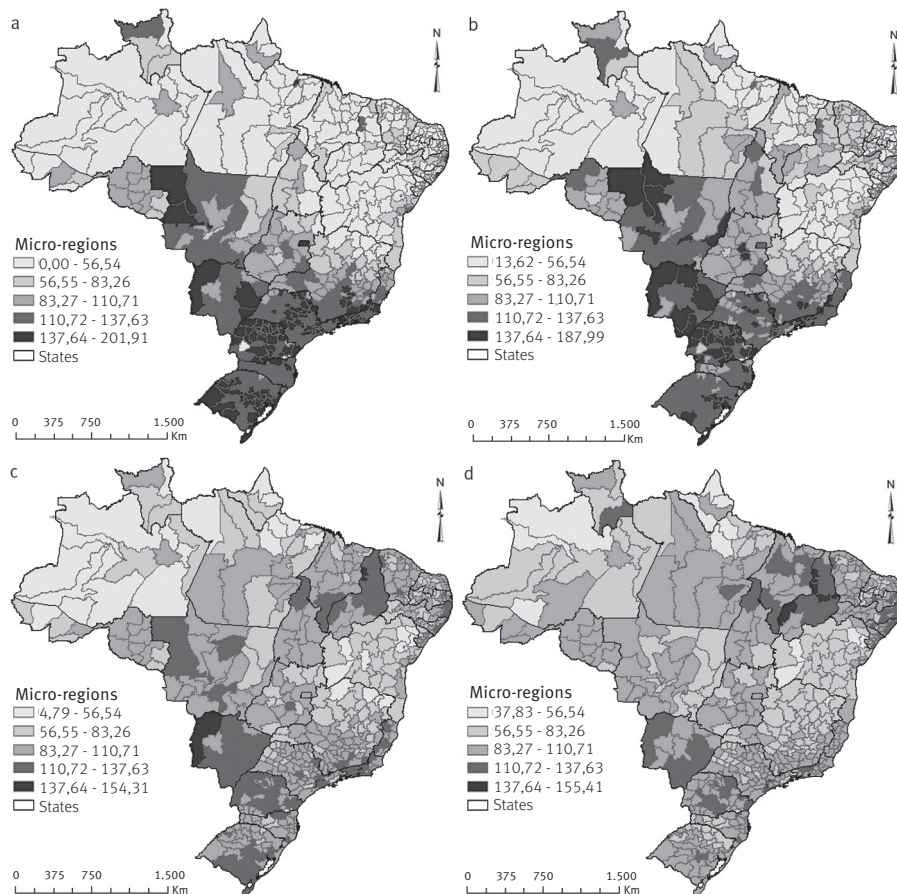 a
N
Micro-regions
0,00 - 56,54
56,55 - 83,26
83,27 - 110,71
110,72 - 137,63
137,64 - 201,91
States
0 375 750 1.500
Km
b
N
Micro-regions
13,62 - 56,54
56,55 - 83,26
83,27 - 1,10,71
110,72 - 137,63
137,64 - 187,99
States
0 375 750 1.500
Km
c
N
Micro-regions
4,79 - 56,54
56,55 - 83,26
83,27 - 110,71
110,72 - 137,63
137,64 - 154,31
States
0 375 750 1.500
Km
d
N
Micro-regions
37,83 - 56,54
56,55 - 83,26
83,27 - 110,71
110,72 - 137,63
137,64 - 155,41
States
0 375 750 1.500
Km